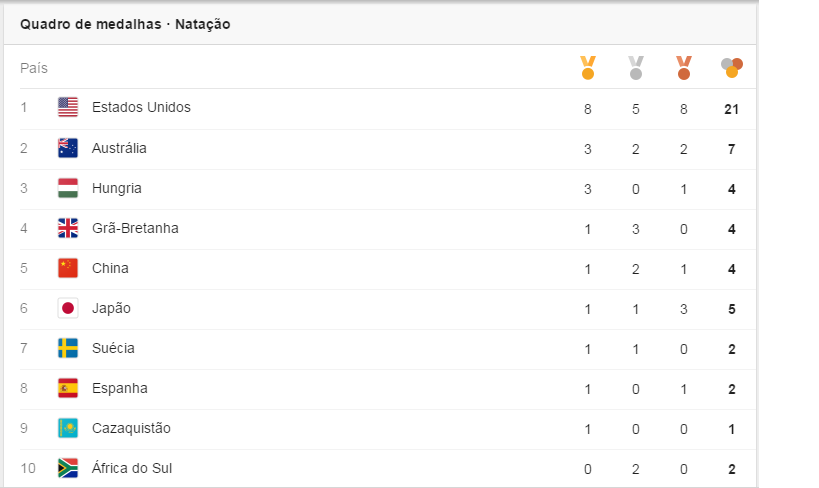 Quadro de medalhas · Natação
País
1 Estados Unidos 8 5 8 21
2 Austrália 3 2 2 7
3 Hungria 3 0 1 4
4 Grã-Bretanha 1 3 0 4
5 China 1 2 1 4
6 Japão 1 1 3 5
7 Suécia 1 1 0 2
8 Espanha 1 0 1 2
9 Cazaquistão 1 0 0 1
10 África do Sul 0 2 0 2